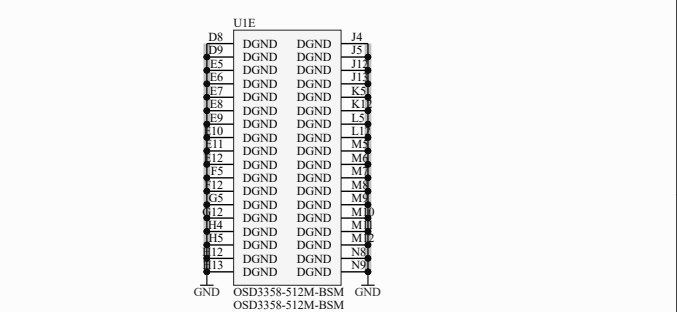 U1E
D8 DGND DGND J4
D9 DGND DGND J5
E5 DGND DGND J12
E6 DGND DGND J13
E7 DGND DGND K5
E8 DGND DGND K12
E9 DGND DGND L5
E10 DGND DGND L12
E11 DGND DGND M5
E12 DGND DGND M6
F5 DGND DGND M7
F12 DGND DGND M8
G5 DGND DGND M9
G12 DGND DGND M10
H4 DGND DGND M11
H5 DGND DGND M12
H12 DGND DGND N8
H13 DGND DGND N9
GND OSD3358-512M-BSM GND
OSD3358-512M-BSM